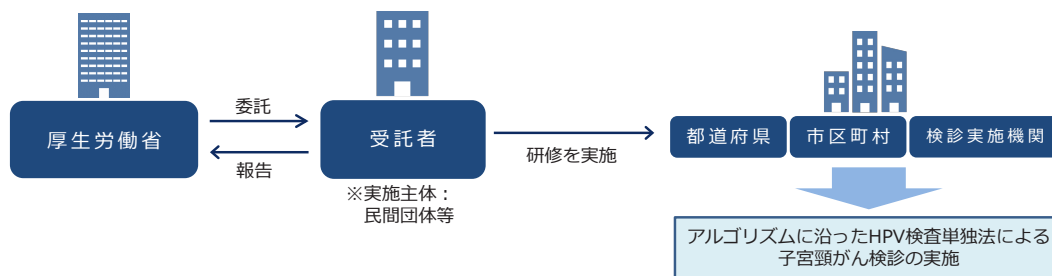 厚生労働省
委託
報告
受託者
※実施主体：
民間団体等
研修を実施
都道府県
市区町村
検診実施機関
アルゴリズムに沿ったHPV検査単独法による
子宮頸がん検診の実施